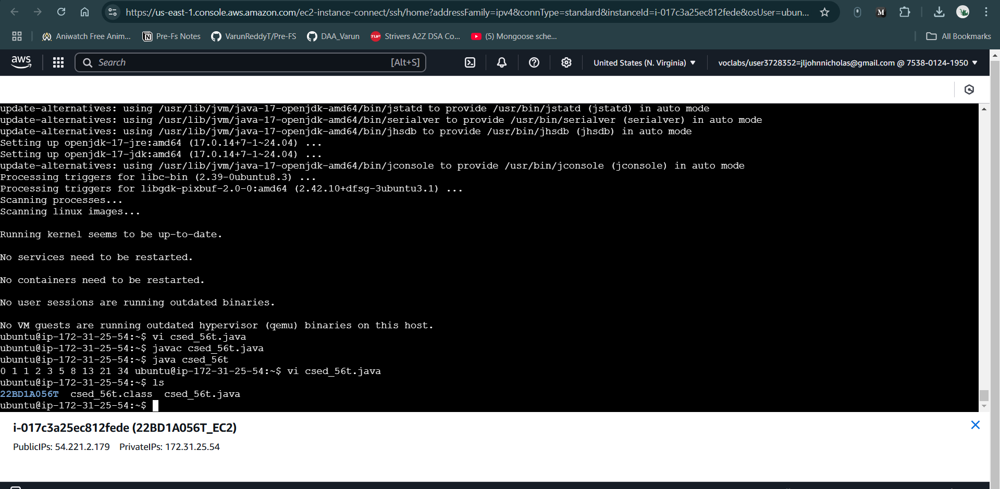 https://us-east-1.console.aws.amazon.com/ec2-instance-connect/ssh/home?addressFamily=ipv4&connType=standard&instanceId=i-017c3a25ec812fede&osUser=ubun...
M
Aniwatch Free Anim...
Pre-Fs Notes
VarunReddyT/Pre-FS
DAA_Varun
TUF Strivers A2Z DSA Co...
(5) Mongoose sche...
All Bookmarks
aws
Search
[Alt+S]
United States (N. Virginia)
voclabs/user3728352=jljohnnicholas@gmail.com @ 7538-0124-1950
update-alternatives: using /usr/lib/jvm/java-17-openjdk-amd64/bin/jstatd to provide /usr/bin/jstatd (jstatd) in auto mode
update-alternatives: using /usr/lib/jvm/java-17-openjdk-amd64/bin/serialver to provide /usr/bin/serialver (serialver) in auto mode
update-alternatives: using /usr/lib/jvm/java-17-openjdk-amd64/bin/jhsdb to provide /usr/bin/jhsdb (jhsdb) in auto mode
Setting up openjdk-17-jre:amd64 (17.0.14+7-1~24.04) ...
Setting up openjdk-17-jdk:amd64 (17.0.14+7-1~24.04) ...
update-alternatives: using /usr/lib/jvm/java-17-openjdk-amd64/bin/jconsole to provide /usr/bin/jconsole (jconsole) in auto mode
Processing triggers for libc-bin (2.39-0ubuntu8.3) ...
Processing triggers for libgdk-pixbuf-2.0-0:amd64 (2.42.10+dfsg-3ubuntu3.1) ...
Scanning processes...
Scanning linux images...
Running kernel seems to be up-to-date.
No services need to be restarted.
No containers need to be restarted.
No user sessions are running outdated binaries.
No VM guests are running outdated hypervisor (qemu) binaries on this host.
ubuntu@ip-172-31-25-54:~$ vi csed_56t.java
ubuntu@ip-172-31-25-54:~$ javac csed_56t.java
ubuntu@ip-172-31-25-54:~$ java csed_56t
0 1 1 2 3 5 8 13 21 34 ubuntu@ip-172-31-25-54:~$ vi csed_56t.java
ubuntu@ip-172-31-25-54:~$ ls
22BD1A056T  csed_56t.class  csed_56t.java
ubuntu@ip-172-31-25-54:~$
i-017c3a25ec812fede (22BD1A056T_EC2)
PublicIPs: 54.221.2.179 PrivateIPs: 172.31.25.54